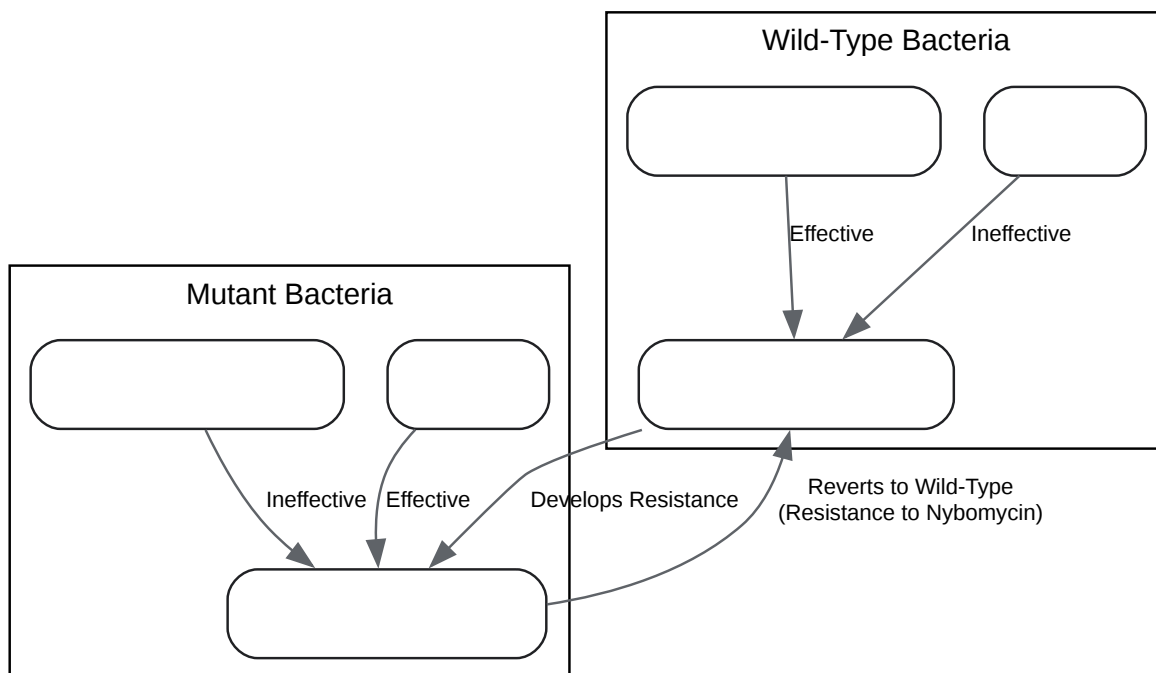 Wild-Type Bacteria
Effective
Ineffective
Mutant Bacteria
Ineffective
Effective
Develops Resistance
Reverts to Wild-Type
(Resistance to Nybomycin)